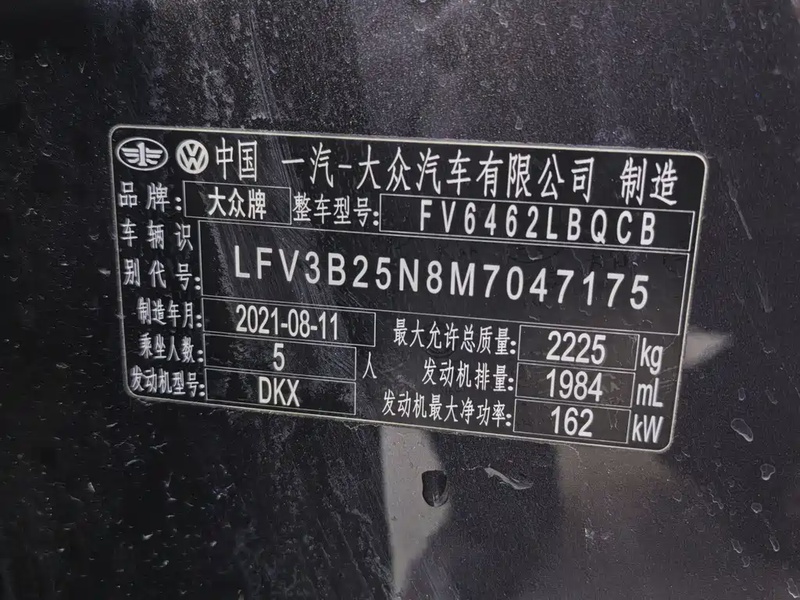 中国 一汽-大众汽车有限公司 制造
品牌: 大众牌 整车型号: FV6462LBQCB
车辆识别代号: LFV3B25N8M7047175
制造年月: 2021-08-11 最大允许总质量: 2225 kg
乘坐人数: 5 人 发动机排量: 1984 mL
发动机型号: DKX 发动机最大净功率: 162 kW